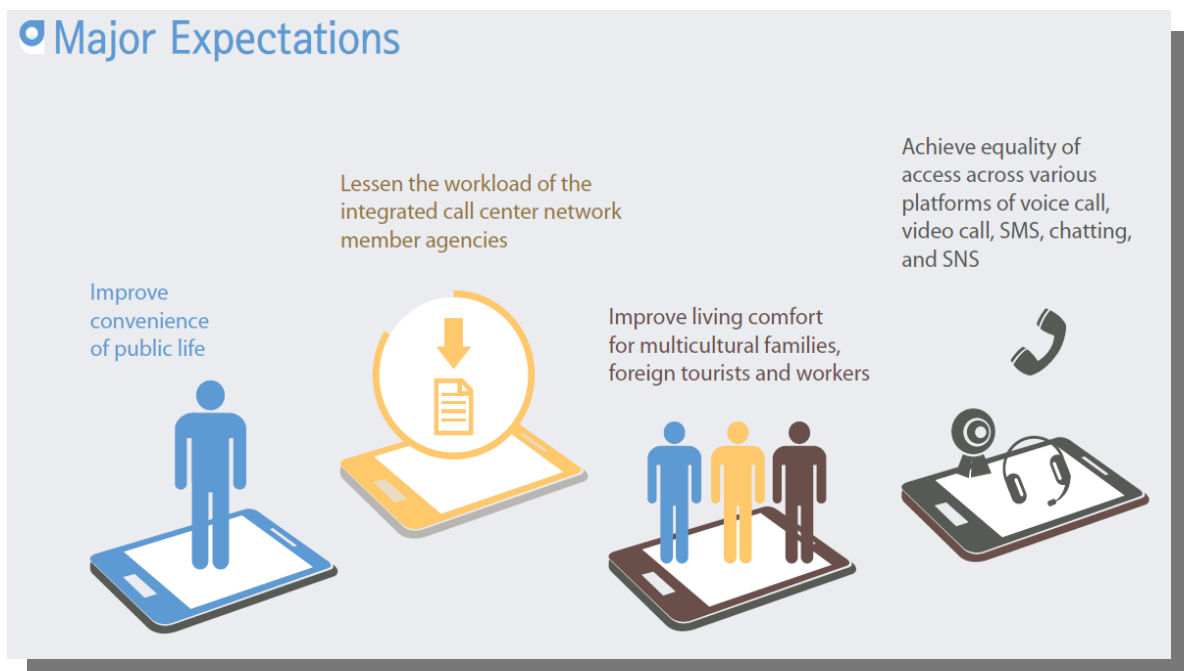 Major Expectations
Improve
convenience
of public life
Lessen the workload of the
integrated call center network
member agencies
Improve living comfort
for multicultural families,
foreign tourists and workers
Achieve equality of
access across various
platforms of voice call,
video call, SMS, chatting,
and SNS